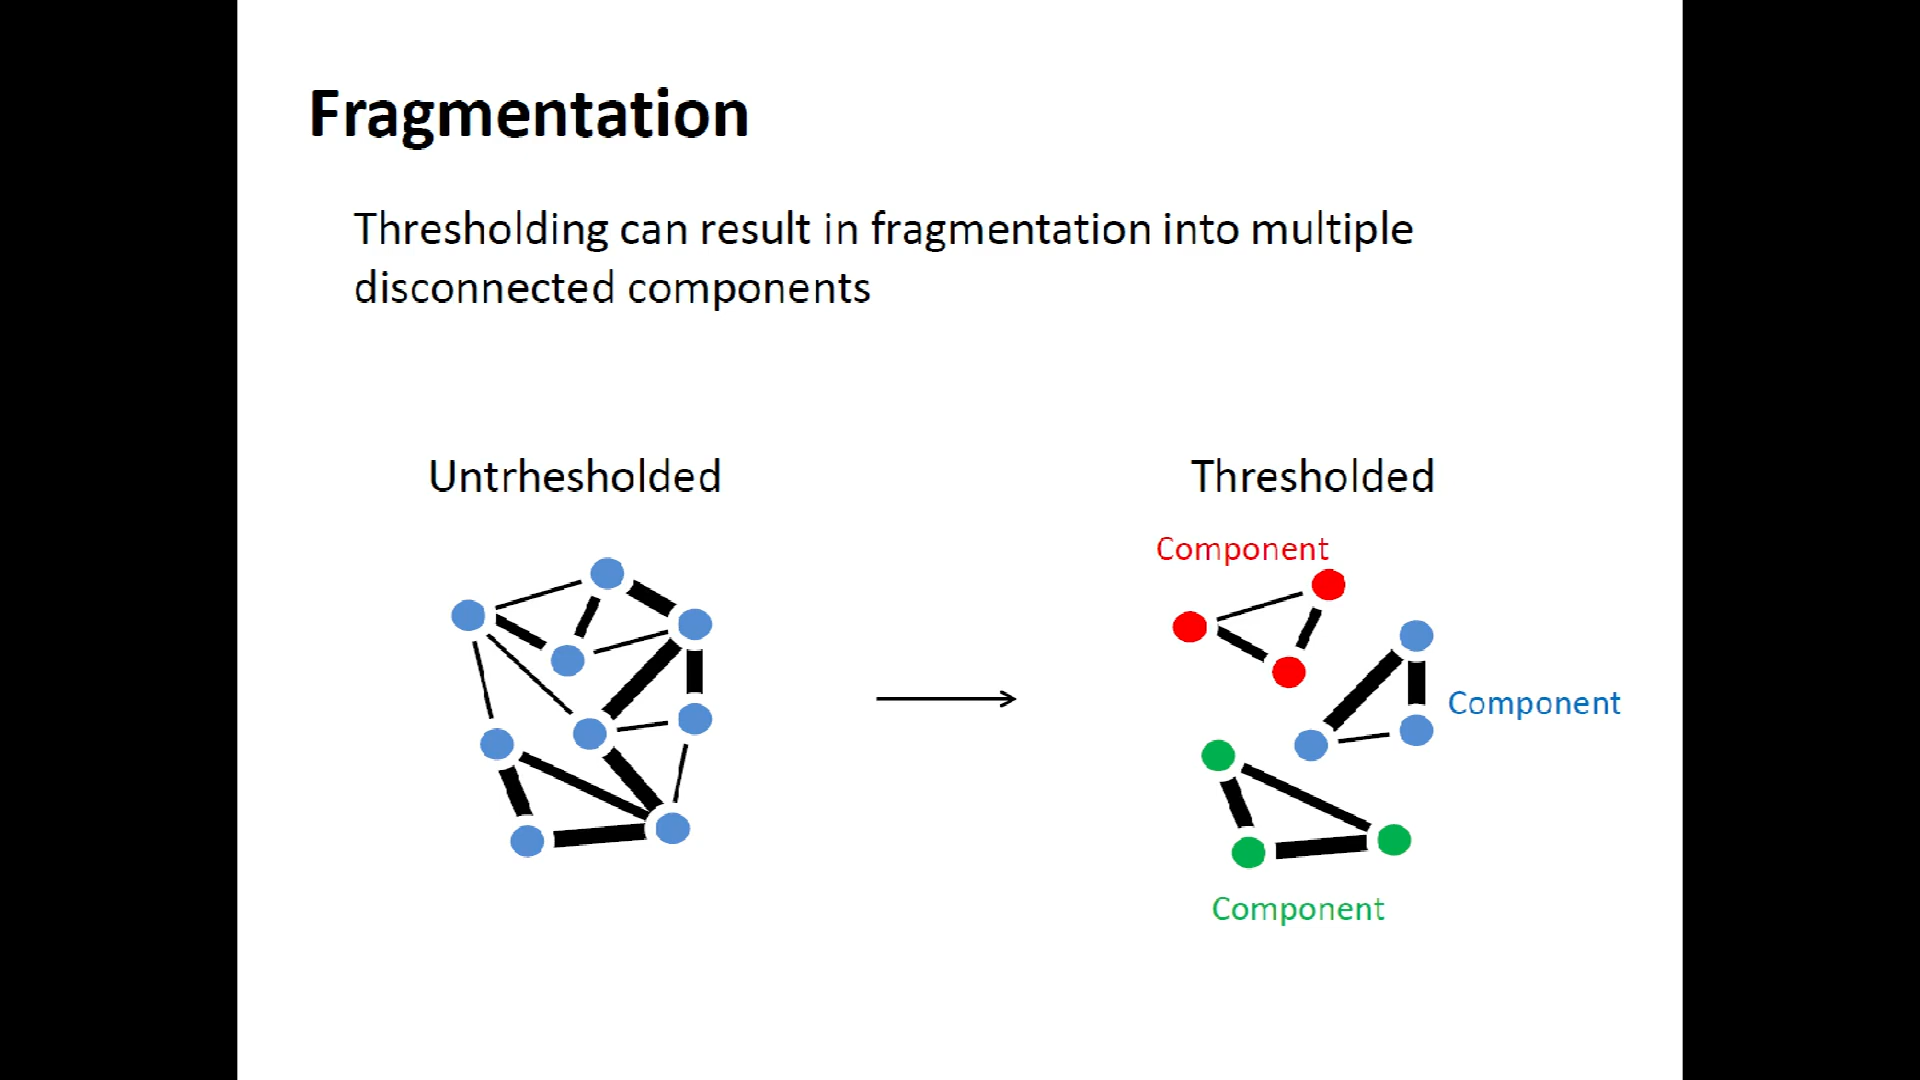 Fragmentation
Thresholding can result in fragmentation into multiple
disconnected components
Untrhesholded
Thresholded
Component
Component
Component